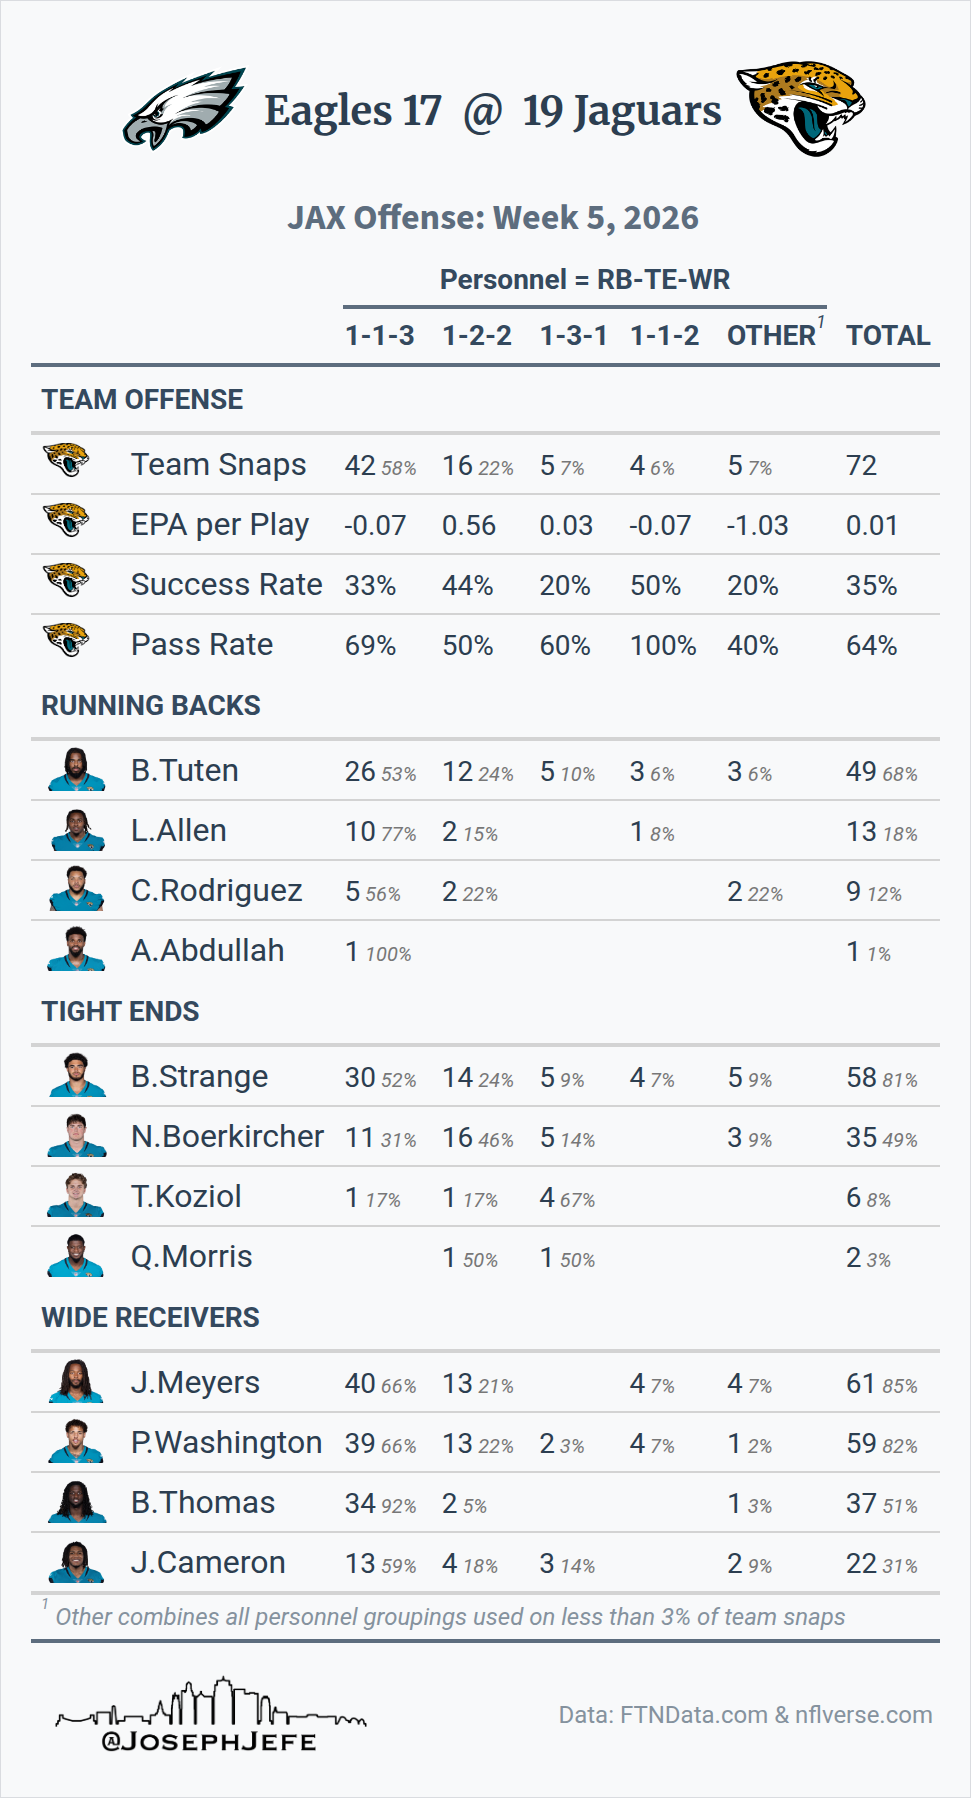 Eagles 17 @ 19 Jaguars
JAX Offense: Week 5, 2026
Personnel = RB-TE-WR
1-1-3 1-2-2 1-3-1 1-1-2 OTHER1 TOTAL
TEAM OFFENSE
Team Snaps 42 58% 16 22% 5 7% 4 6% 5 7% 72
EPA per Play -0.07 0.56 0.03 -0.07 -1.03 0.01
Success Rate 33% 44% 20% 50% 20% 35%
Pass Rate 69% 50% 60% 100% 40% 64%
RUNNING BACKS
B.Tuten 26 53% 12 24% 5 10% 3 6% 3 6% 49 68%
L.Allen 10 77% 2 15% 1 8% 13 18%
C.Rodriguez 5 56% 2 22% 2 22% 9 12%
A.Abdullah 1 100% 1 1%
TIGHT ENDS
B.Strange 30 52% 14 24% 5 9% 4 7% 5 9% 58 81%
N.Boerkircher 11 31% 16 46% 5 14% 3 9% 35 49%
T.Koziol 1 17% 1 17% 4 67% 6 8%
Q.Morris 1 50% 1 50% 2 3%
WIDE RECEIVERS
J.Meyers 40 66% 13 21% 4 7% 4 7% 61 85%
P.Washington 39 66% 13 22% 2 3% 4 7% 1 2% 59 82%
B.Thomas 34 92% 2 5% 1 3% 37 51%
J.Cameron 13 59% 4 18% 3 14% 2 9% 22 31%
1 Other combines all personnel groupings used on less than 3% of team snaps
@JosephJefe
Data: FTNData.com & nflverse.com